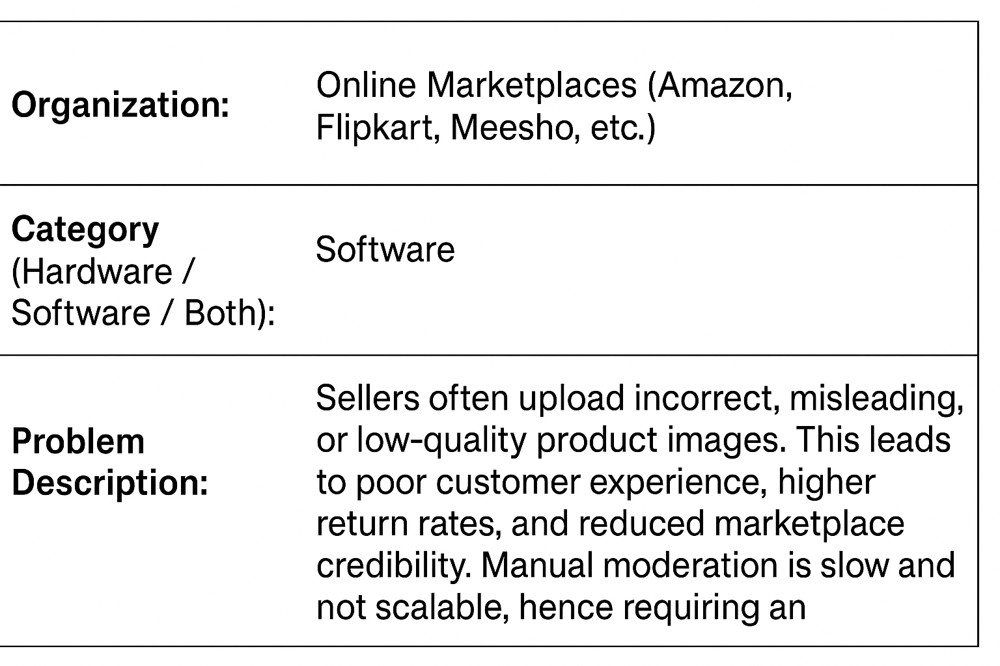 Organization:
Online Marketplaces (Amazon,
Flipkart, Meesho, etc.)
Category
(Hardware /
Software / Both):
Software
Problem
Description:
Sellers often upload incorrect, misleading,
or low-quality product images. This leads
to poor customer experience, higher
return rates, and reduced marketplace
credibility. Manual moderation is slow and
not scalable, hence requiring an